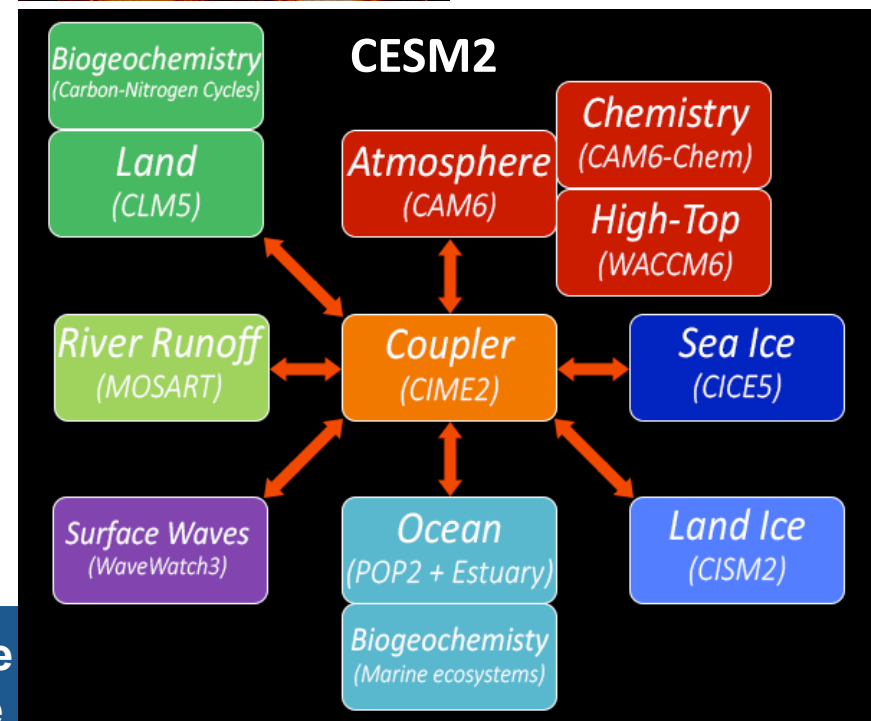 CESM2
Biogeochemistry
(Carbon-Nitrogen Cycles)
Land
(CLM5)
Atmosphere
(CAM6)
Chemistry
(CAM6-Chem)
High-Top
(WACCM6)
River Runoff
(MOSART)
Coupler
(CIME2)
Sea Ice
(CICE5)
Surface Waves
(WaveWatch3)
Ocean
(POP2 + Estuary)
Biogeochemisty
(Marine ecosystems)
Land Ice
(CISM2)